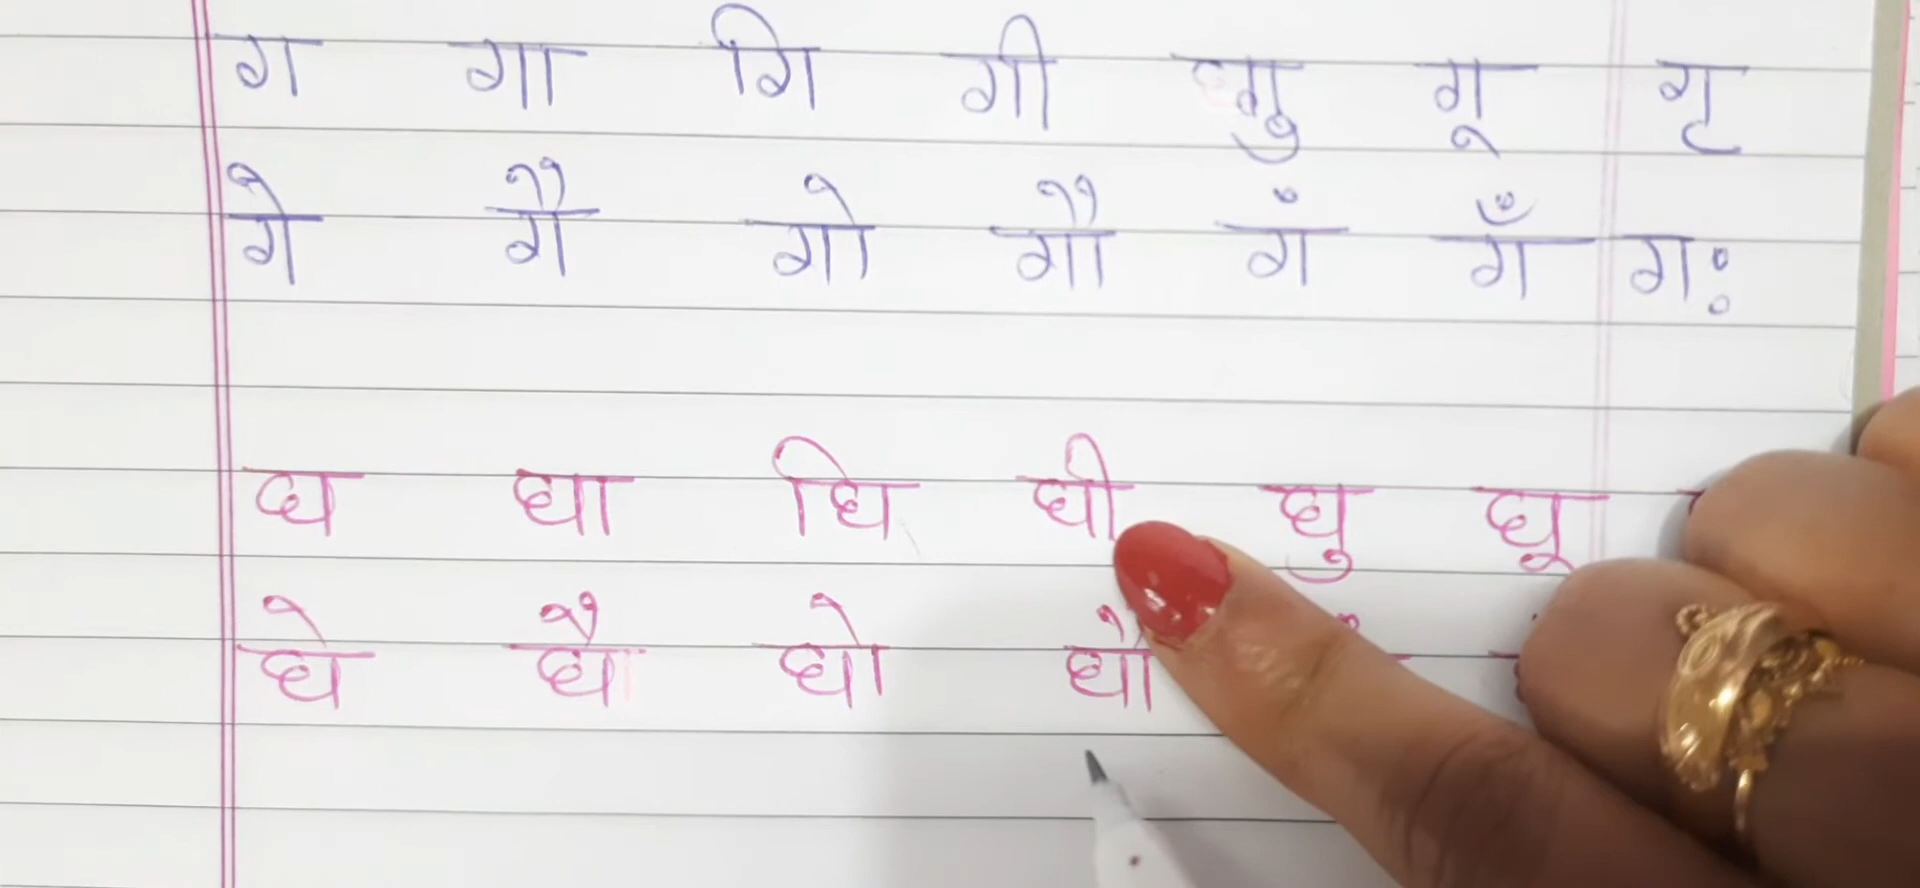 ग गा गि गी गु गू गृ
गे गै गो गौ गं गँ गः
घ घा घि घी घु घू
घे घै घो घौ